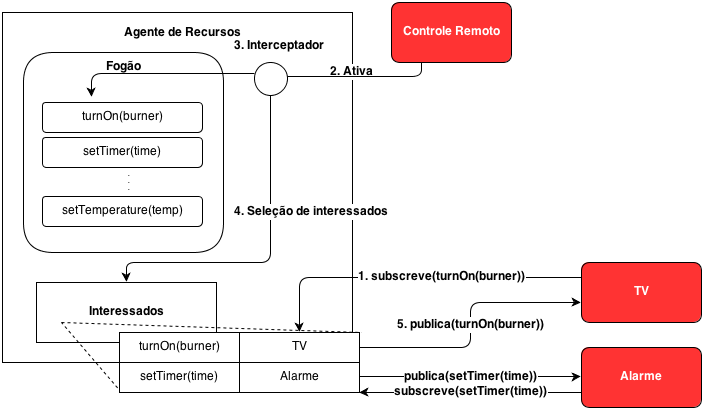 Agente de Recursos
Controle Remoto
3. Interceptador
Fogão
2. Ativa
turnOn(burner)
setTimer(time)
.
.
.
setTemperature(temp)
4. Seleção de interessados
1. subscreve(turnOn(burner))
TV
Interessados
5. publica(turnOn(burner))
turnOn(burner) TV
setTimer(time) Alarme
publica(setTimer(time))
subscreve(setTimer(time))
Alarme